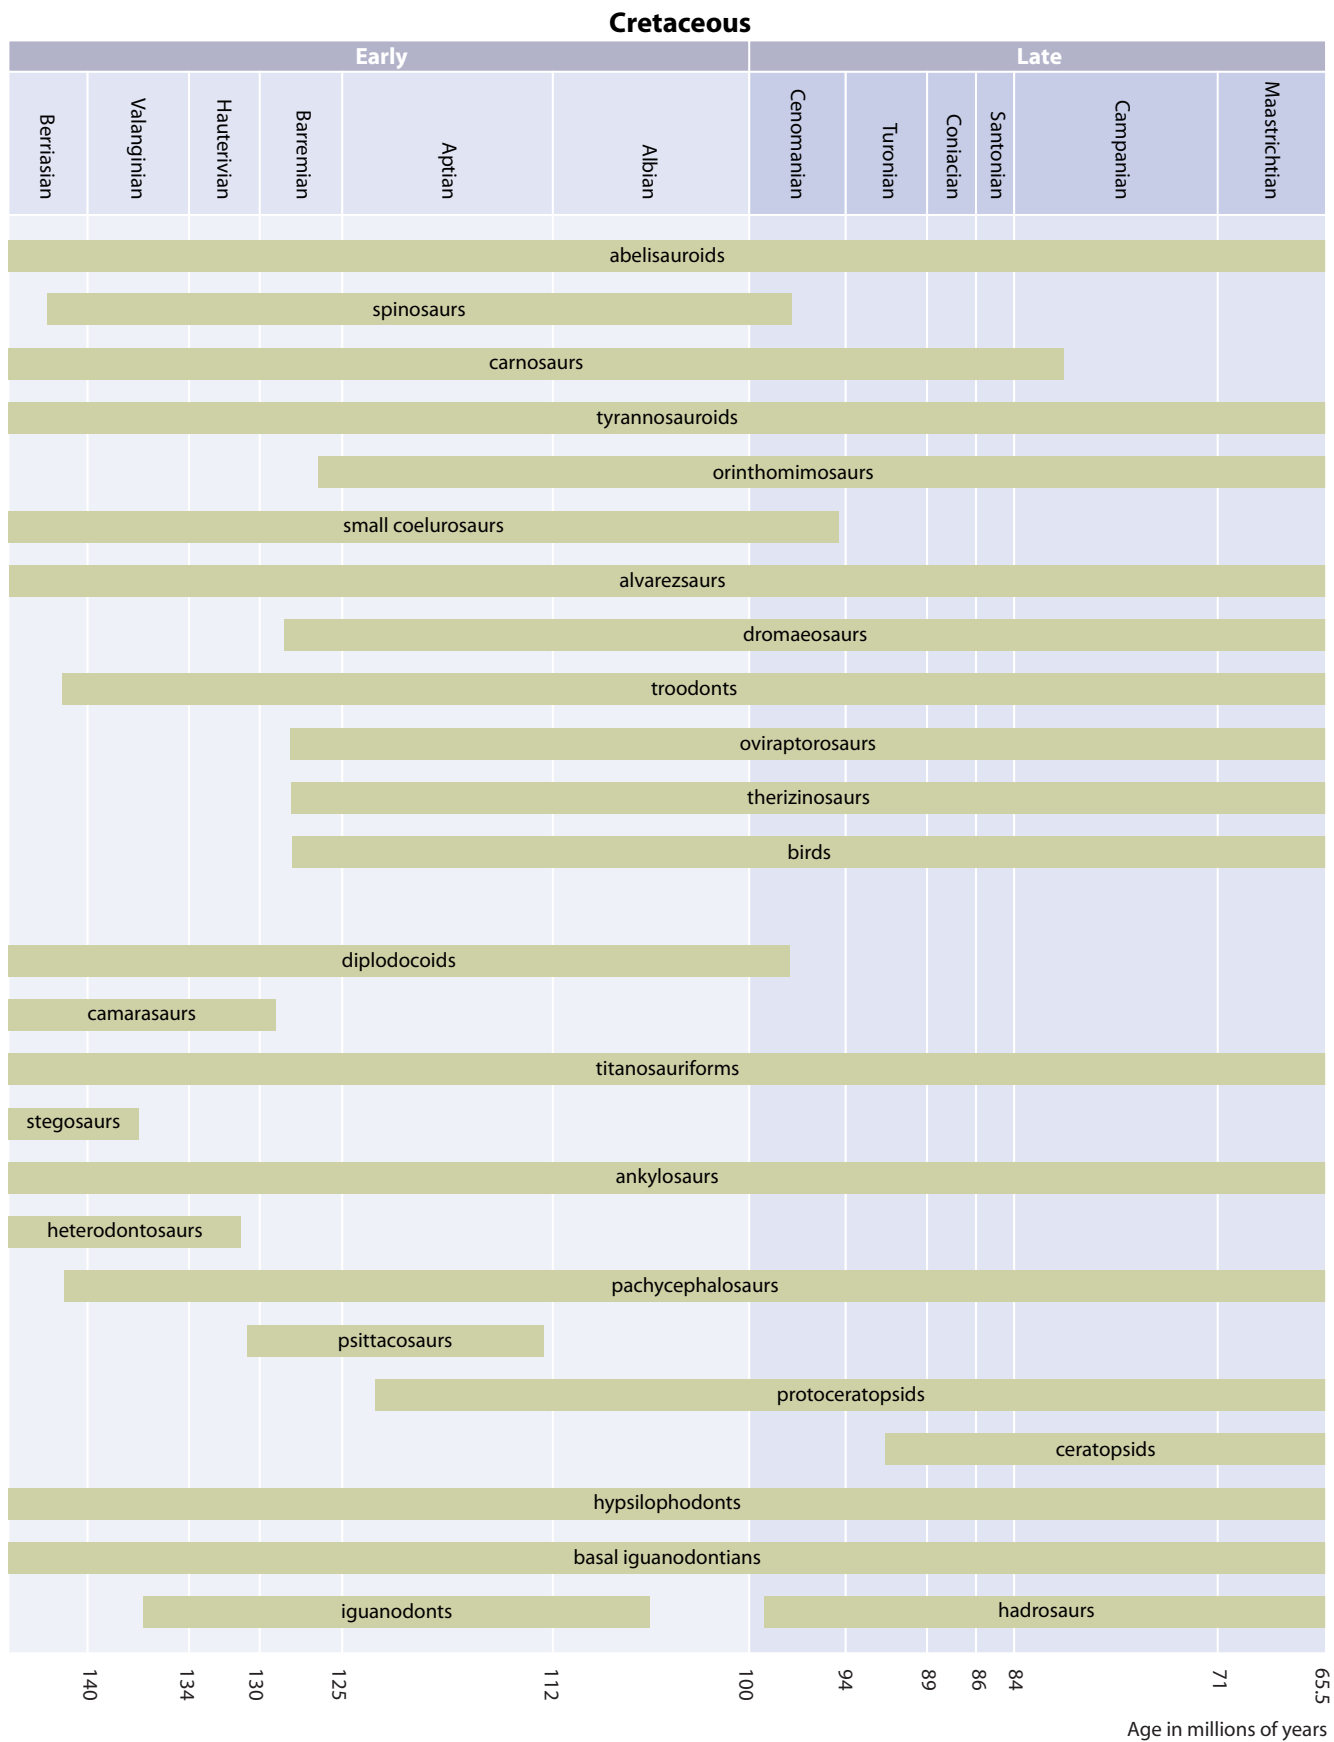 Cretaceous
Early
Late
Berriasian
Valanginian
Hauterivian
Barremian
Aptian
Albian
Cenomanian
Turonian
Coniacian
Santonian
Campanian
Maastrichtian
abelisauroids
spinosaurs
carnosaurs
tyrannosauroids
orinthomimosaurs
small coelurosaurs
alvarezsaurs
dromaeosaurs
troodonts
oviraptorosaurs
therizinosaurs
birds
diplodocoids
camarasaurs
titanosauriforms
stegosaurs
ankylosaurs
heterodontosaurs
pachycephalosaurs
psittacosaurs
protoceratopsids
ceratopsids
hypsilophodonts
basal iguanodontians
iguanodonts
hadrosaurs
140
134
130
125
112
100
94
89
86
84
71
65.5
Age in millions of years